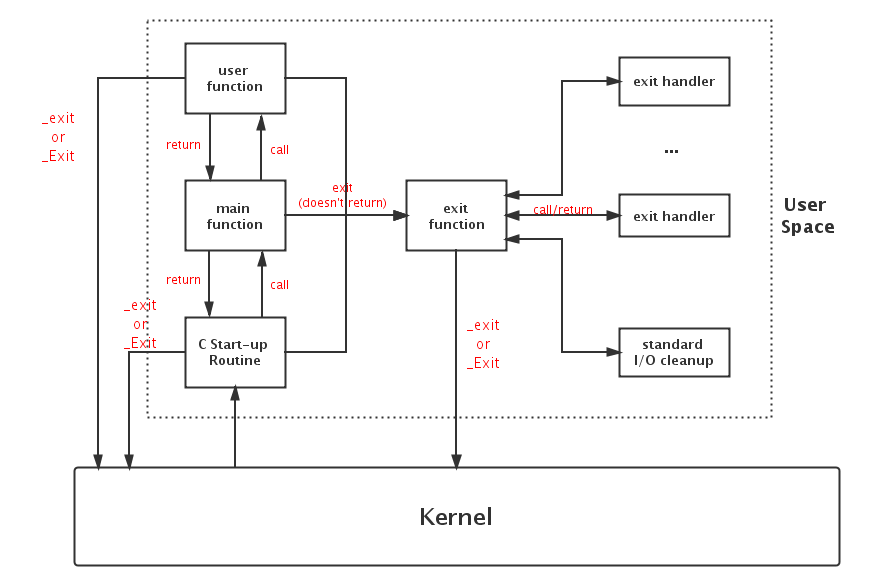 user
function
_exit
or
_Exit
return
call
main
function
exit
(doesn't return)
exit
function
exit handler
...
call/return
exit handler
User
Space
return
call
_exit
or
_Exit
C Start-up
Routine
_exit
or
_Exit
standard
I/O cleanup
Kernel